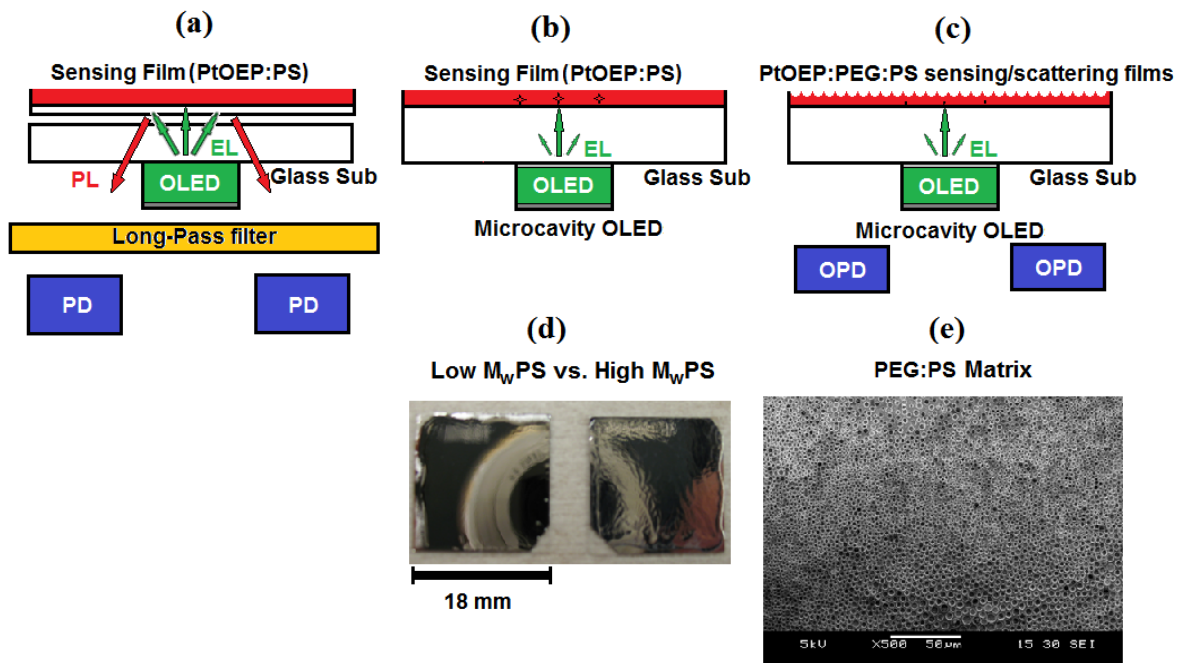 (a)
Sensing Film (PtOEP:PS)
EL
PL
OLED
Glass Sub
Long-Pass filter
PD
PD
(b)
Sensing Film (PtOEP:PS)
EL
OLED
Glass Sub
Microcavity OLED
(c)
PtOEP:PEG:PS sensing/scattering films
EL
OLED
Glass Sub
Microcavity OLED
OPD
OPD
(d)
Low MWPS vs. High MWPS
18 mm
(e)
PEG:PS Matrix
5kV X500 50µm 15 30 SEI